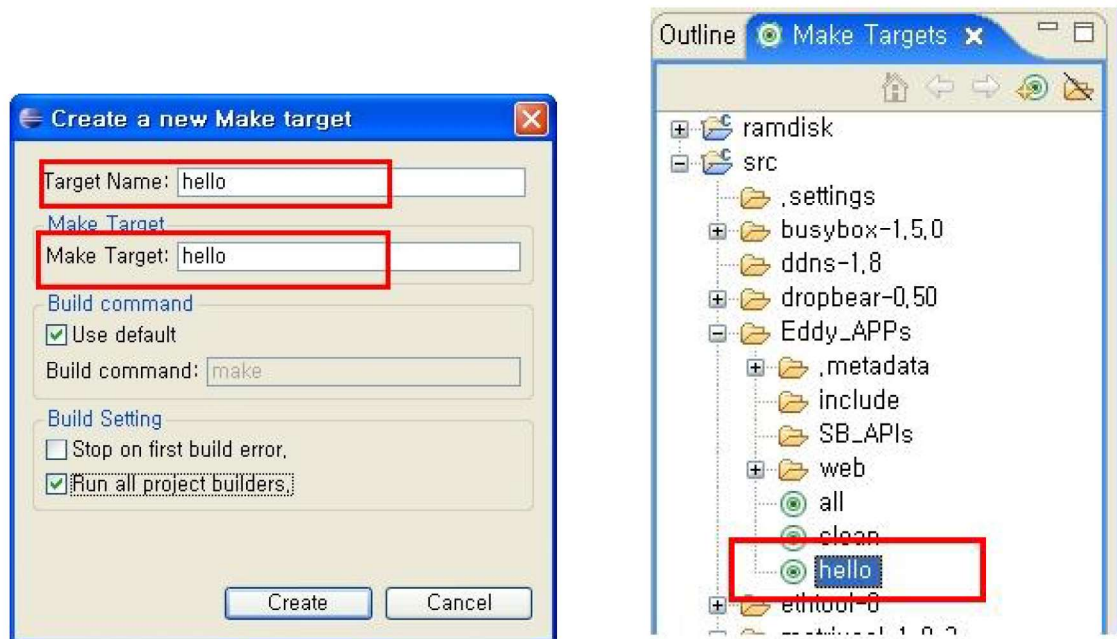 Create a new Make target
Target Name: hello
Make Target
Make Target: hello
Build command
Use default
Build command: make
Build Setting
Stop on first build error,
Run all project builders,
Create
Cancel
Outline
Make Targets
ramdisk
src
,settings
busybox-1,5,0
ddns-1,8
dropbear-0,50
Eddy_APPs
,metadata
include
SB_APIs
web
all
clean
hello
ethtool-6